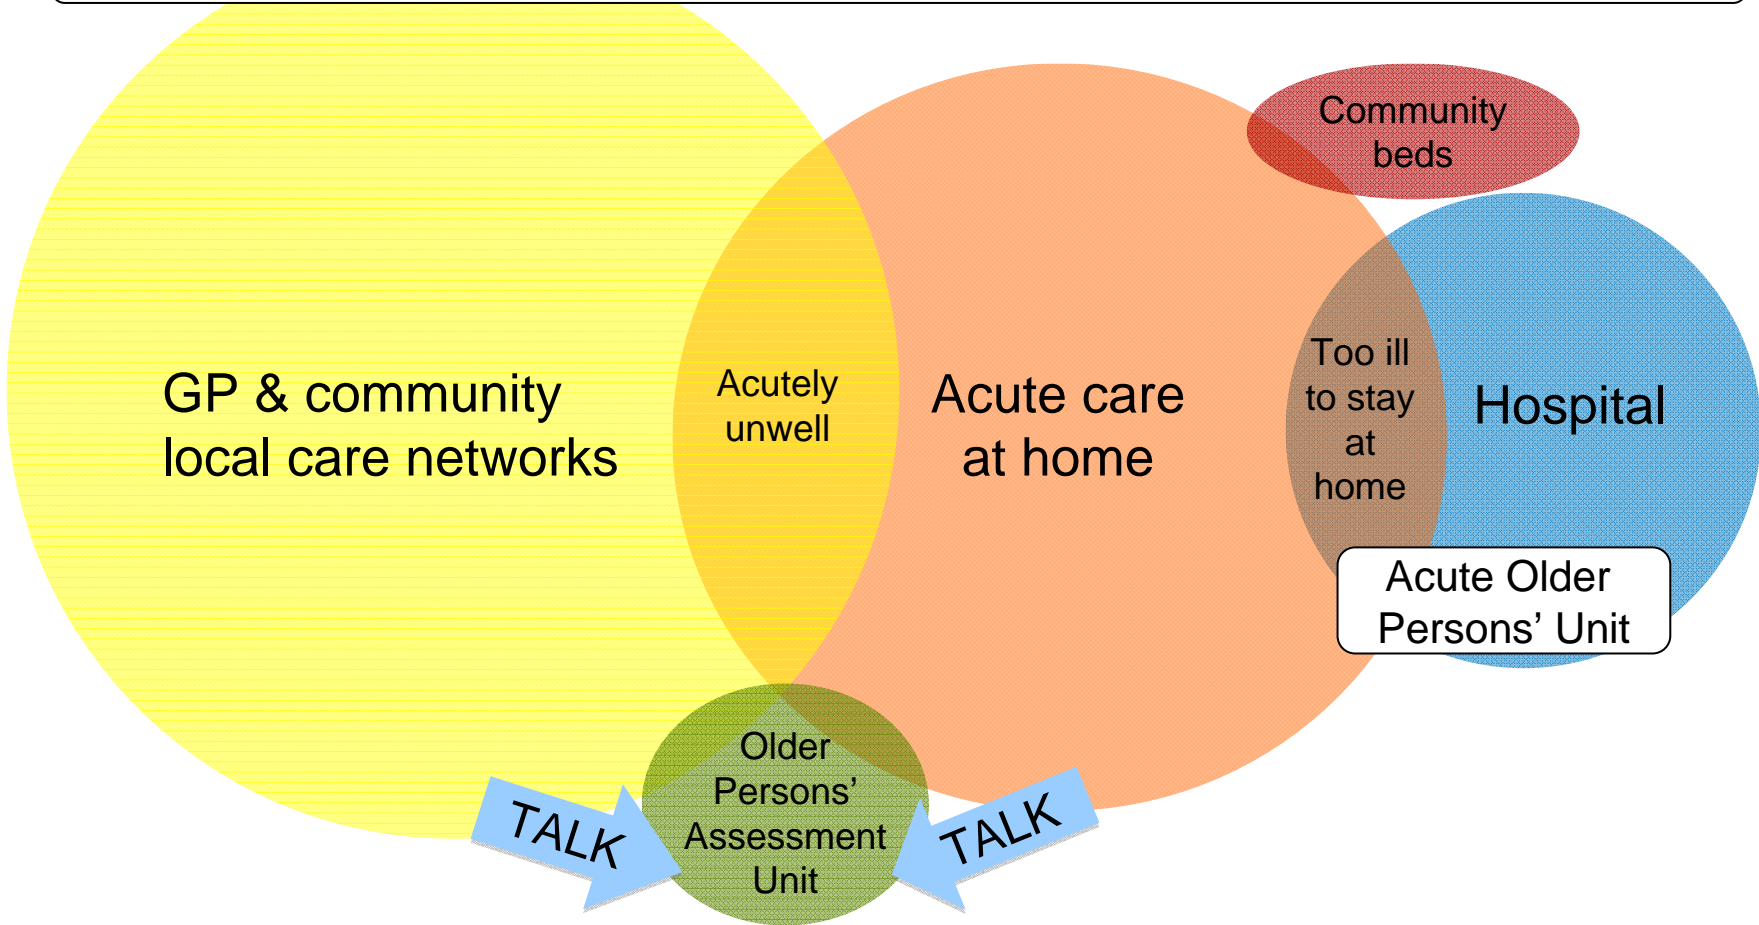 Community
beds
GP & community
local care networks
Acutely
unwell
Acute care
at home
Too ill
to stay
at
home
Hospital
Acute Older
Persons’ Unit
Older
Persons’
Assessment
Unit
TALK
TALK